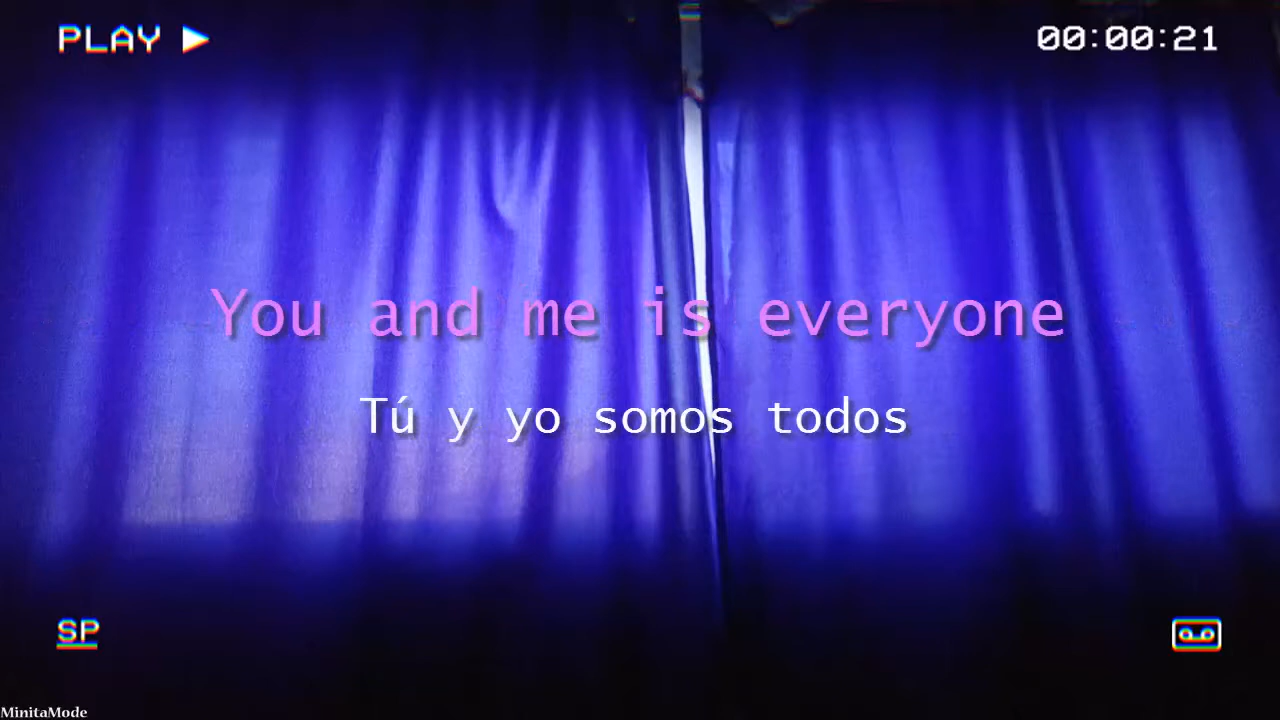 PLAY
00:00:21
You and me is everyone
Tú y yo somos todos
SP
MinitaMode